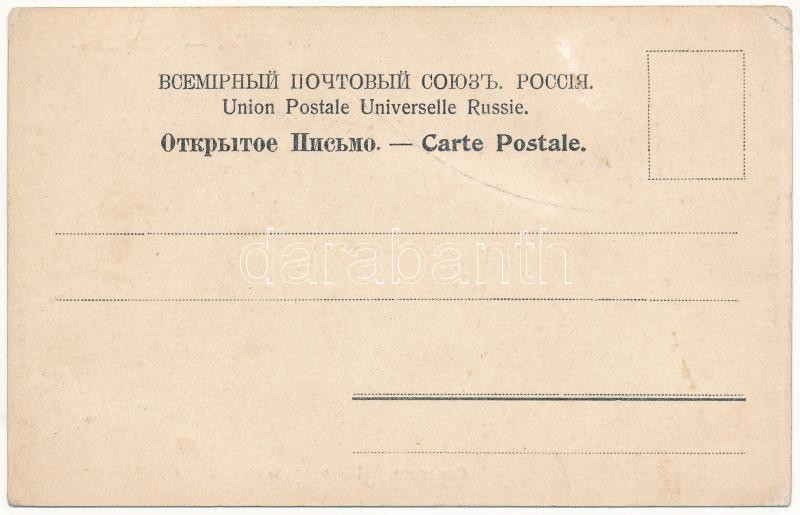 ВСЕМІРНЫЙ ПОЧТОВЫЙ СОЮЗЪ. РОССІЯ.
Union Postale Universelle Russie.
Открытое Письмо. — Carte Postale.
darabanth